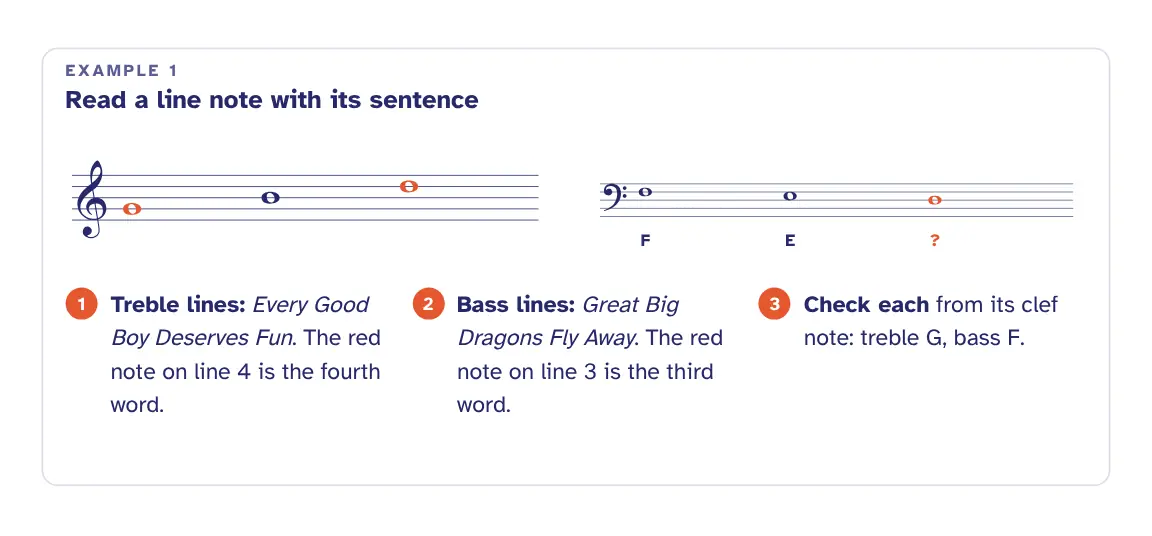 EXAMPLE 1
Read a line note with its sentence
F E ?
1 Treble lines: Every Good
Boy Deserves Fun. The red
note on line 4 is the fourth
word.
2 Bass lines: Great Big
Dragons Fly Away. The red
note on line 3 is the third
word.
3 Check each from its clef
note: treble G, bass F.